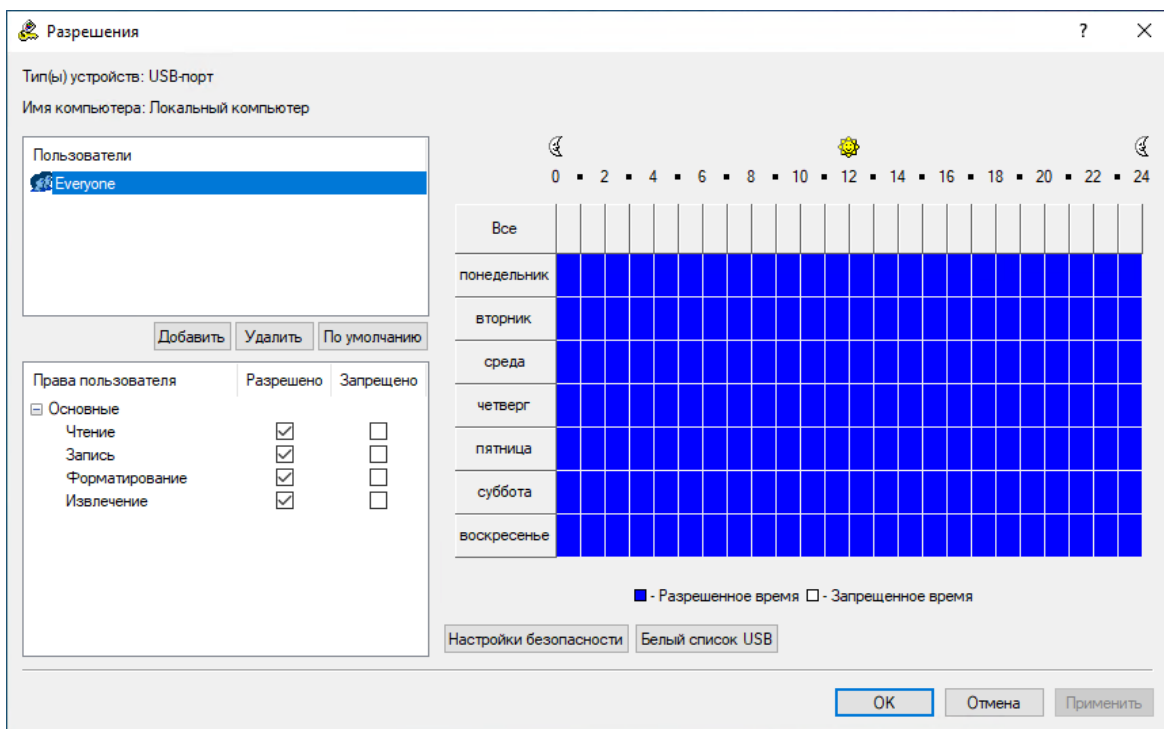 Разрешения
?
Тип(ы) устройств: USB-порт
Имя компьютера: Локальный компьютер
Пользователи
Everyone
Добавить Удалить По умолчанию
Права пользователя Разрешено Запрещено
Основные
Чтение
Запись
Форматирование
Извлечение
0 2 4 6 8 10 12 14 16 18 20 22 24
Все
понедельник
вторник
среда
четверг
пятница
суббота
воскресенье
- Разрешенное время - Запрещенное время
Настройки безопасности Белый список USB
OK Отмена Применить